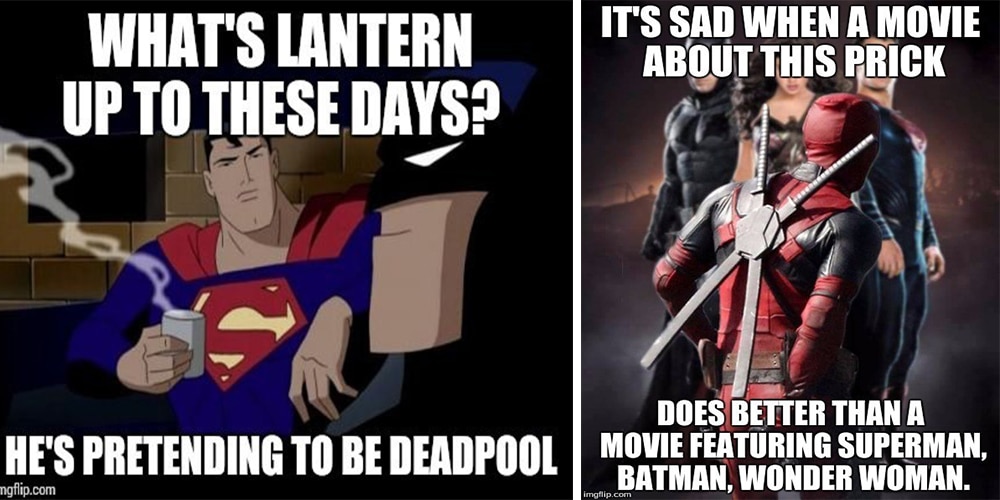 WHAT'S LANTERN
UP TO THESE DAYS?
HE'S PRETENDING TO BE DEADPOOL
mgflip.com
IT'S SAD WHEN A MOVIE
ABOUT THIS PRICK
DOES BETTER THAN A
MOVIE FEATURING SUPERMAN,
BATMAN, WONDER WOMAN.
imgflip.com